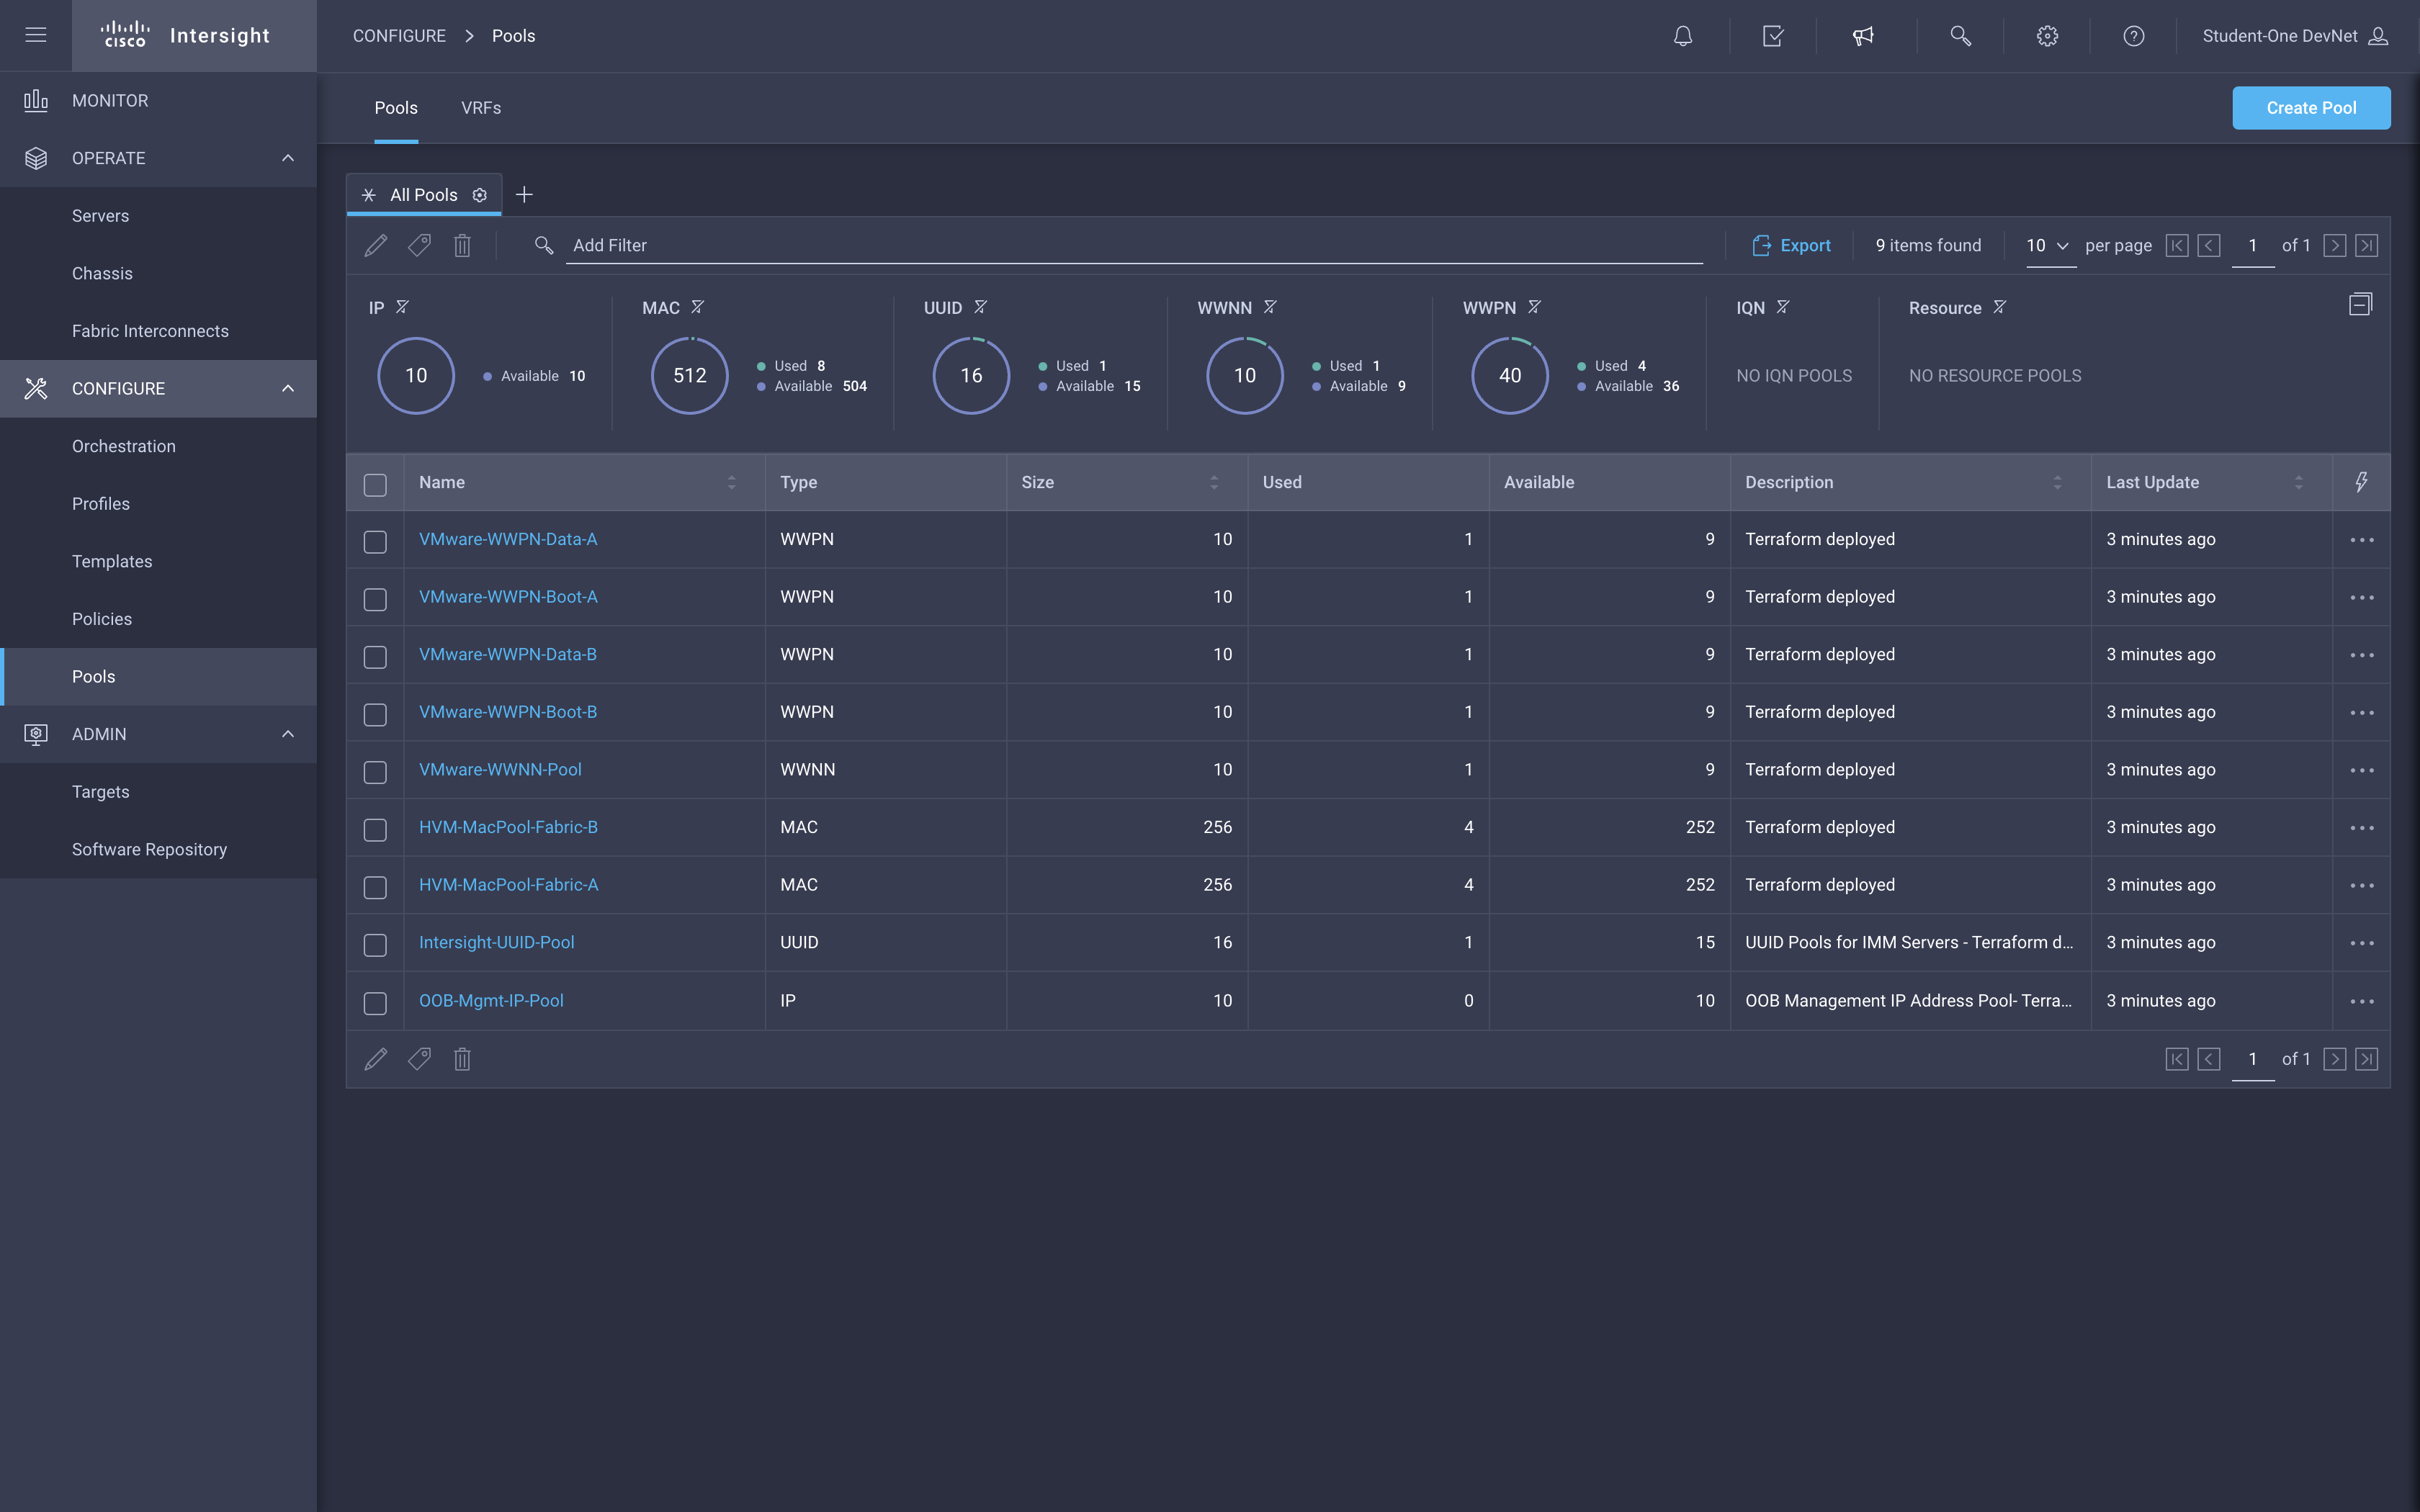 CISCO Intersight
CONFIGURE > Pools
Student-One DevNet
MONITOR
OPERATE
Servers
Chassis
Fabric Interconnects
CONFIGURE
Orchestration
Profiles
Templates
Policies
Pools
ADMIN
Targets
Software Repository
Pools VRFs Create Pool
All Pools
Add Filter Export 9 items found 10 per page 1 of 1
IP MAC UUID WWNN WWPN IQN Resource
10 Available 10
512 Used 8
Available 504
16 Used 1
Available 15
10 Used 1
Available 9
40 Used 4
Available 36
NO IQN POOLS
NO RESOURCE POOLS
Name Type Size Used Available Description Last Update
VMware-WWPN-Data-A WWPN 10 1 9 Terraform deployed 3 minutes ago
VMware-WWPN-Boot-A WWPN 10 1 9 Terraform deployed 3 minutes ago
VMware-WWPN-Data-B WWPN 10 1 9 Terraform deployed 3 minutes ago
VMware-WWPN-Boot-B WWPN 10 1 9 Terraform deployed 3 minutes ago
VMware-WWNN-Pool WWNN 10 1 9 Terraform deployed 3 minutes ago
HVM-MacPool-Fabric-B MAC 256 4 252 Terraform deployed 3 minutes ago
HVM-MacPool-Fabric-A MAC 256 4 252 Terraform deployed 3 minutes ago
Intersight-UUID-Pool UUID 16 1 15 UUID Pools for IMM Servers - Terraform d... 3 minutes ago
OOB-Mgmt-IP-Pool IP 10 0 10 OOB Management IP Address Pool- Terra... 3 minutes ago
1 of 1